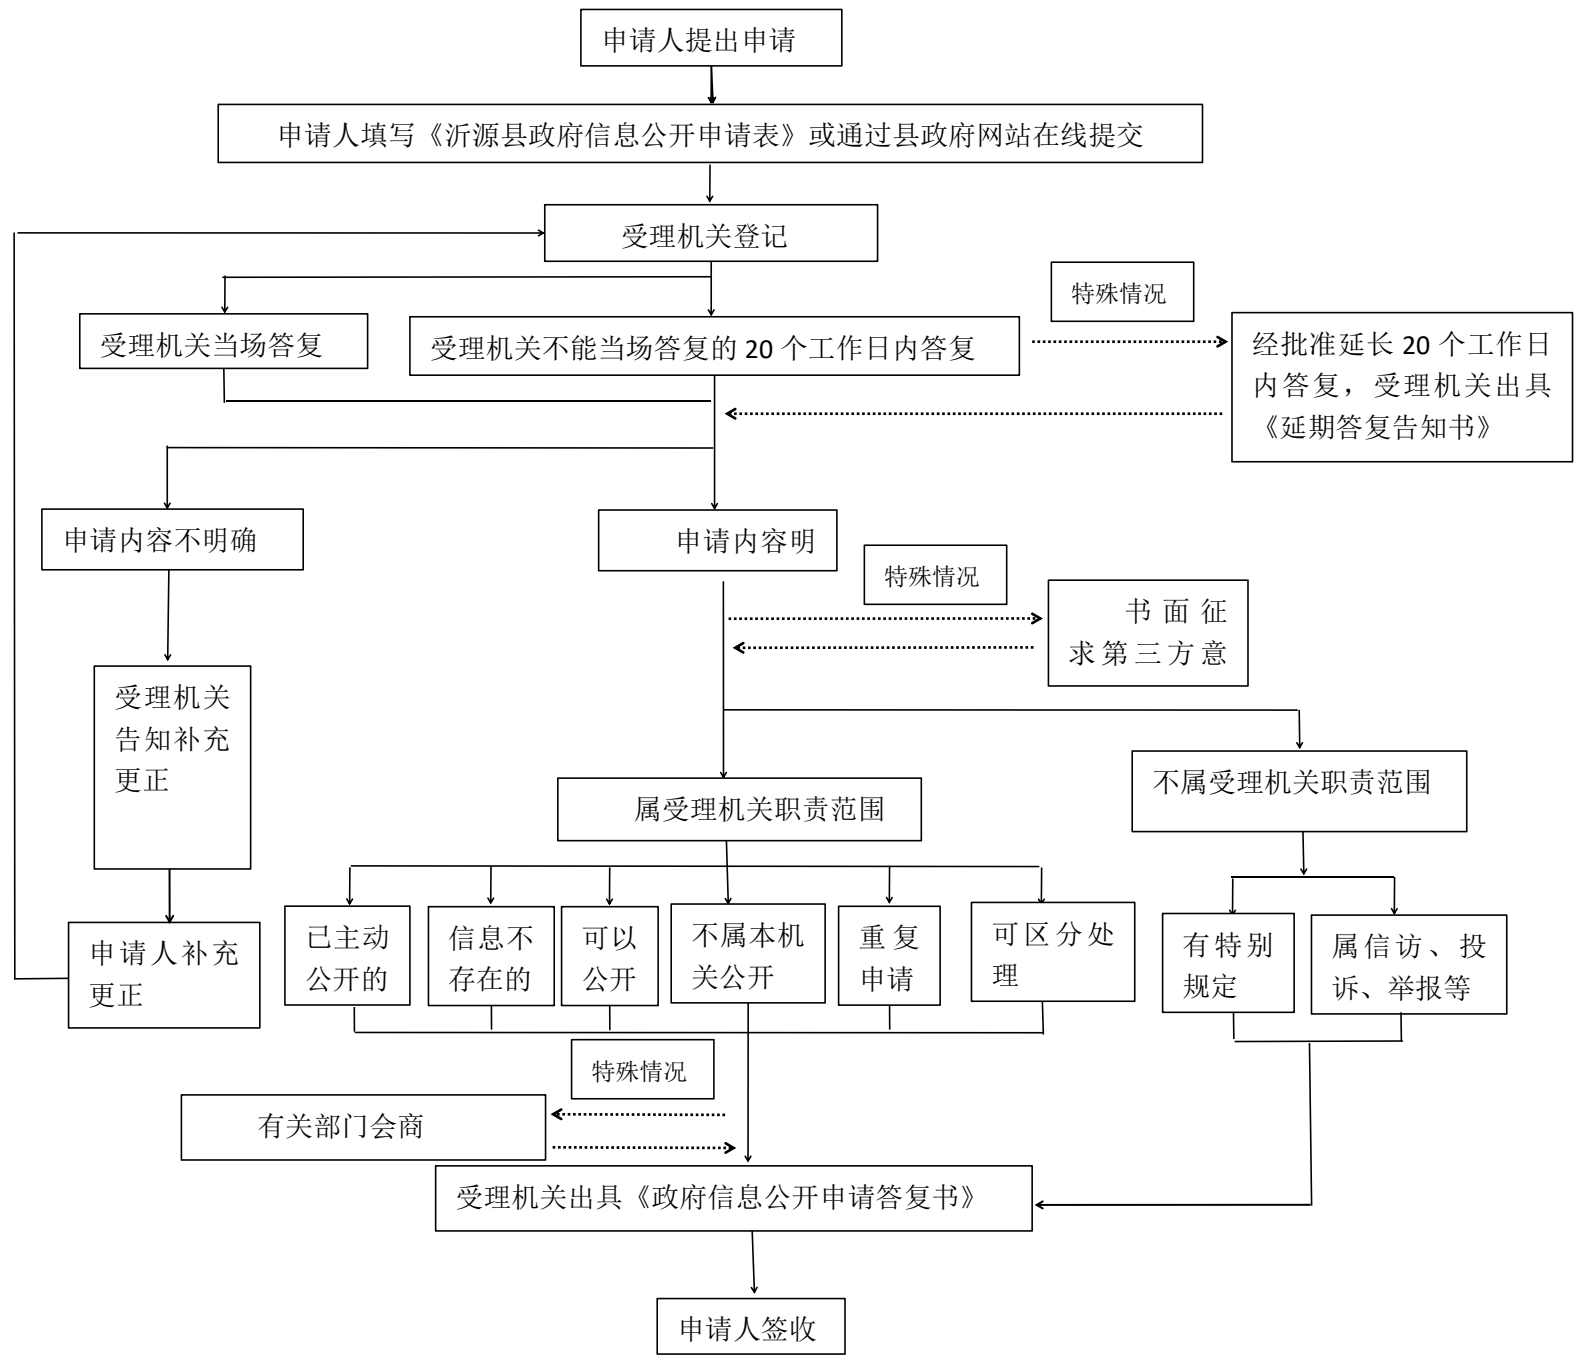 申请人提出申请
申请人填写《沂源县政府信息公开申请表》或通过县政府网站在线提交
受理机关登记
特殊情况
受理机关当场答复
受理机关不能当场答复的 20 个工作日内答复
经批准延长 20 个工作日
内答复，受理机关出具
《延期答复告知书》
申请内容不明确
申请内容明
特殊情况
书面征
求第三方意
受理机关
告知补充
更正
属受理机关职责范围
不属受理机关职责范围
申请人补充
更正
已主动
公开的
信息不
存在的
可以
公开
不属本机
关公开
重复
申请
可区分处
理
有特别
规定
属信访、投
诉、举报等
特殊情况
有关部门会商
受理机关出具《政府信息公开申请答复书》
申请人签收